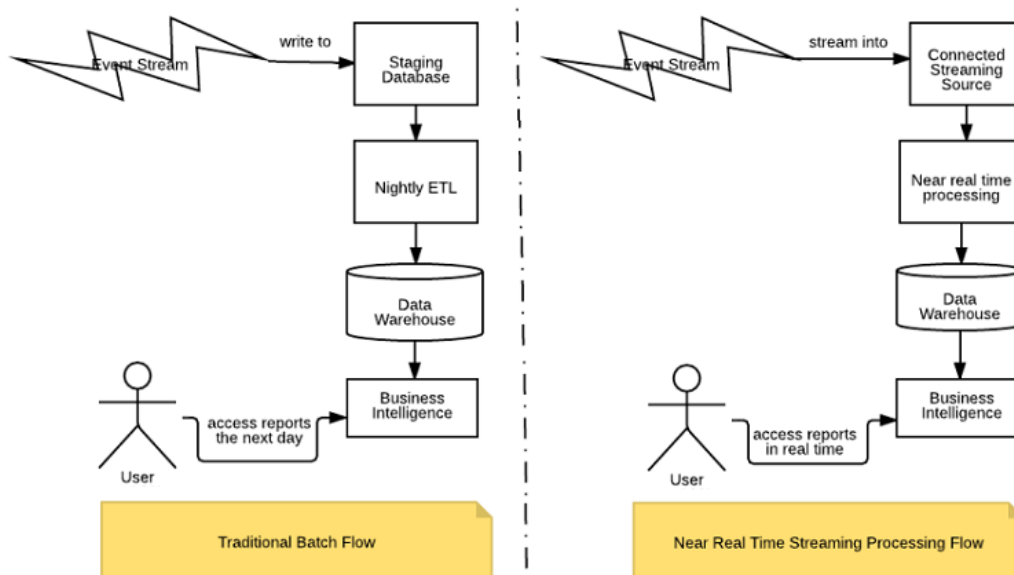 Event Stream
write to
Staging
Database
Nightly ETL
Data
Warehouse
Business
Intelligence
access reports
the next day
User
Traditional Batch Flow
Event Stream
stream into
Connected
Streaming
Source
Near real time
processing
Data
Warehouse
Business
Intelligence
access reports
in real time
User
Near Real Time Streaming Processing Flow